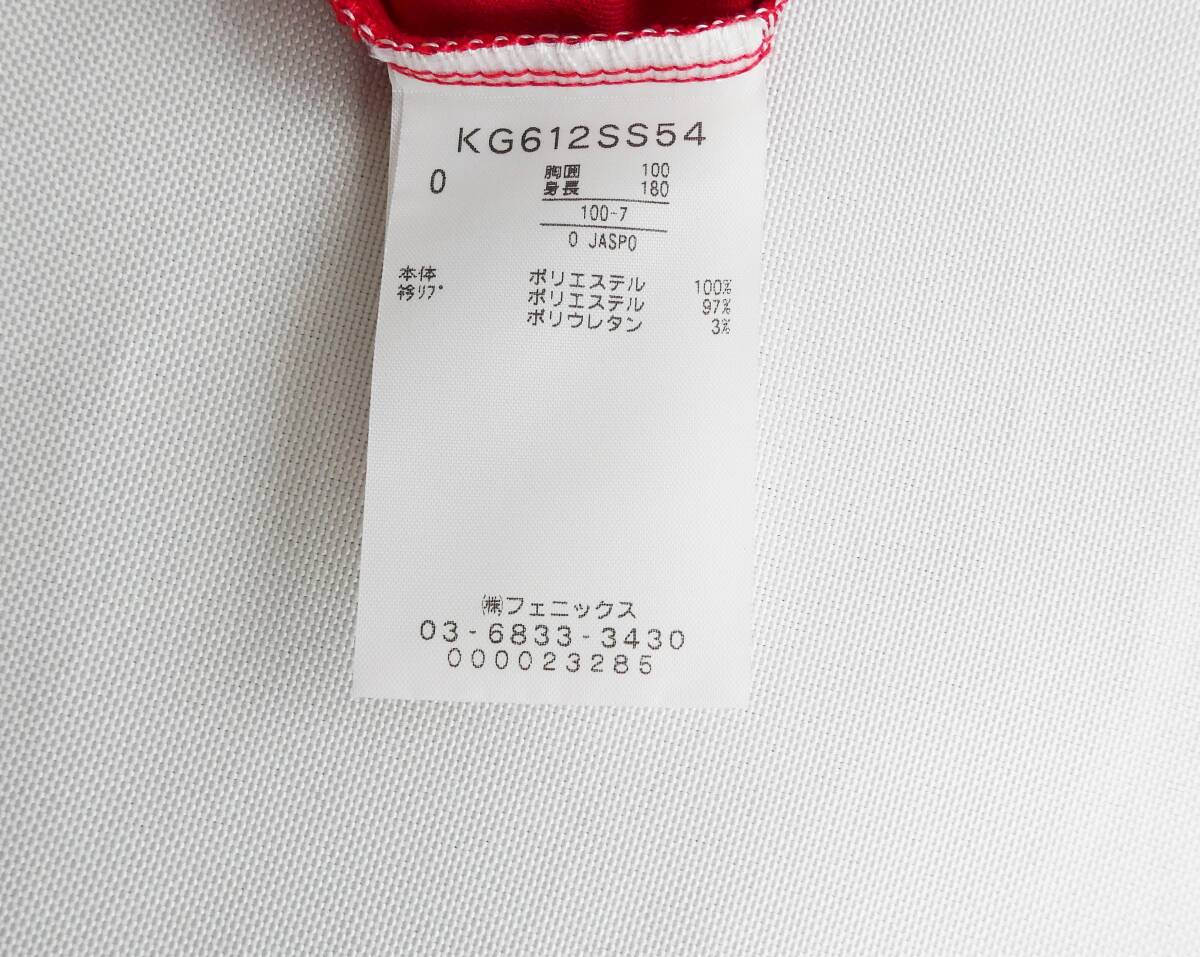 KG612SS54
O 胸囲 100
身長 180
100-7
O JASPO
本体 ポリエステル 100%
衿ﾘﾌﾞ ポリエステル 97%
ポリウレタン 3%
㈱フェニックス
03-6833-3430
000023285